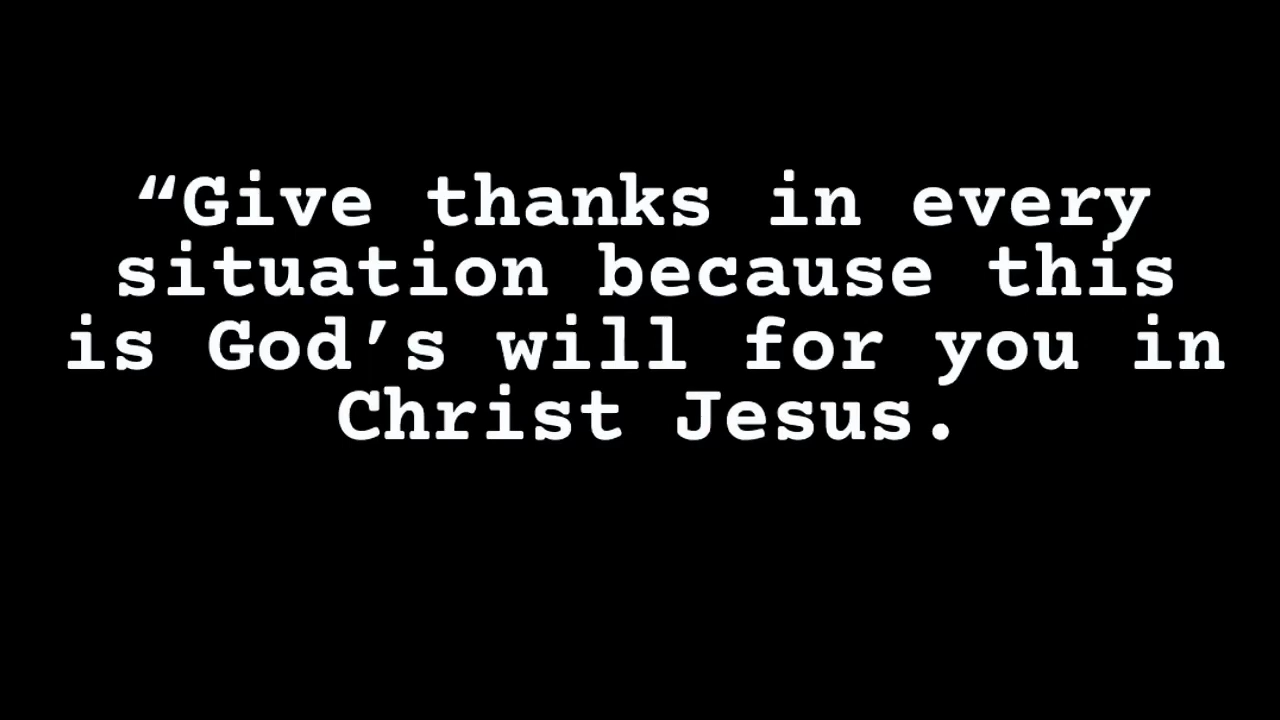 “Give thanks in every
situation because this
is God’s will for you in
Christ Jesus.